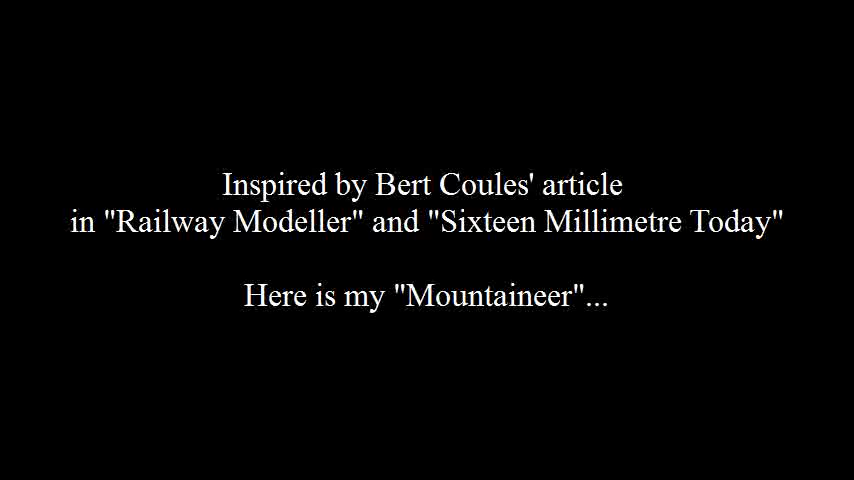 Inspired by Bert Coules' article
in "Railway Modeller" and "Sixteen Millimetre Today"
Here is my "Mountaineer"...